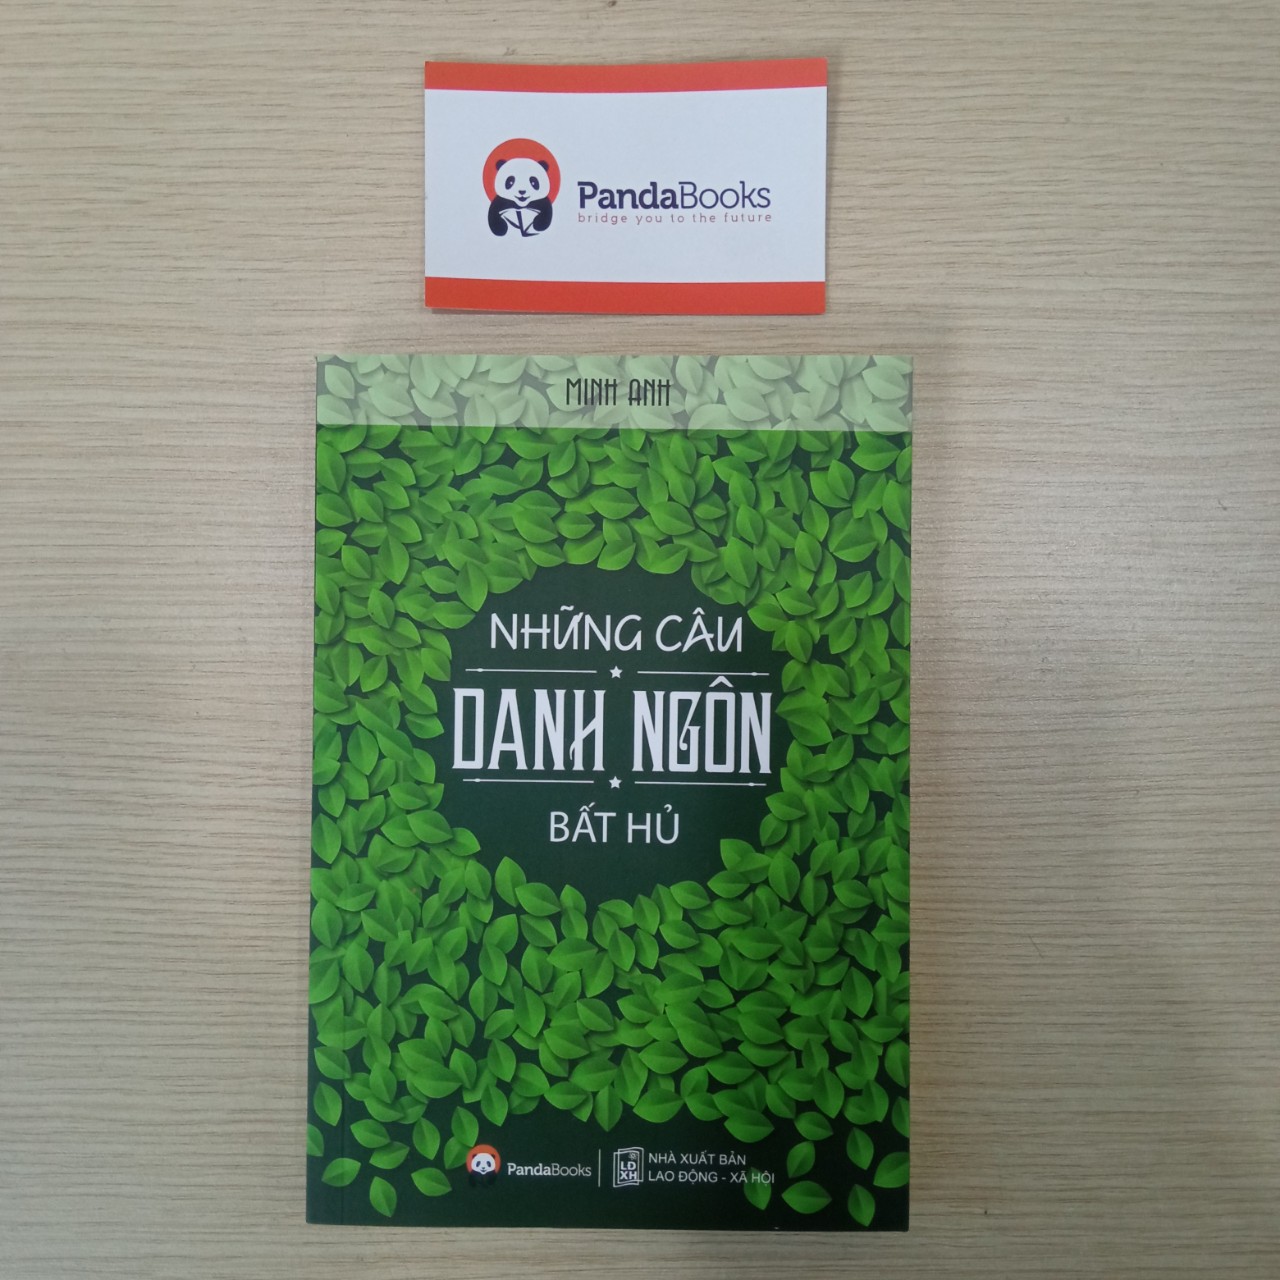 PandaBooks
bridge you to the future
MINH ANH
NHỮNG CÂU
DANH NGÔN
BẤT HỦ
PandaBooks
LĐ
XH
NHÀ XUẤT BẢN
LAO ĐỘNG - XÃ HỘI